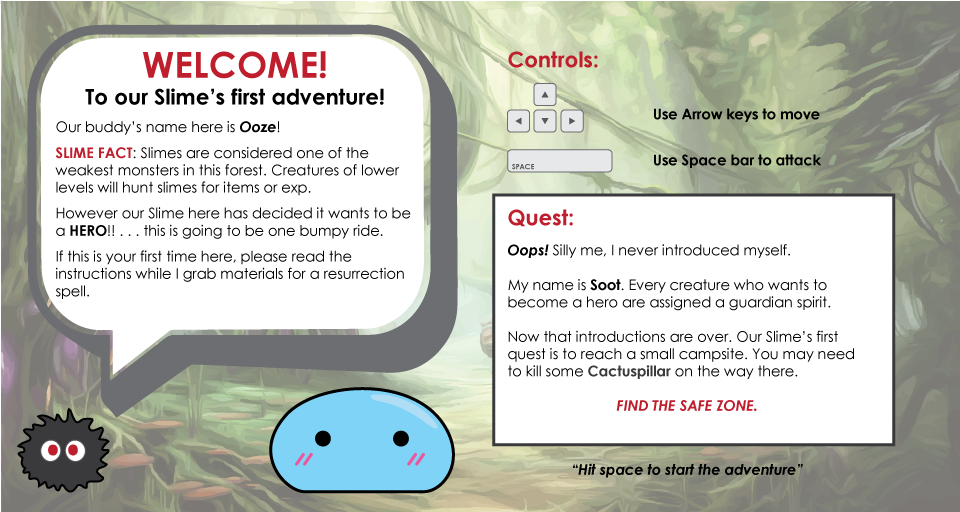 WELCOME!
To our Slime's first adventure!
Our buddy's name here is Ooze!
SLIME FACT: Slimes are considered one of the
weakest monsters in this forest. Creatures of lower
levels will hunt slimes for items or exp.
However our Slime here has decided it wants to be
a HERO!! . . . this is going to be one bumpy ride.
If this is your first time here, please read the
instructions while I grab materials for a resurrection
spell.
Controls:
Use Arrow keys to move
SPACE
Use Space bar to attack
Quest:
Oops! Silly me, I never introduced myself.
My name is Soot. Every creature who wants to
become a hero are assigned a guardian spirit.
Now that introductions are over. Our Slime's first
quest is to reach a small campsite. You may need
to kill some Cactuspillar on the way there.
FIND THE SAFE ZONE.
"Hit space to start the adventure"